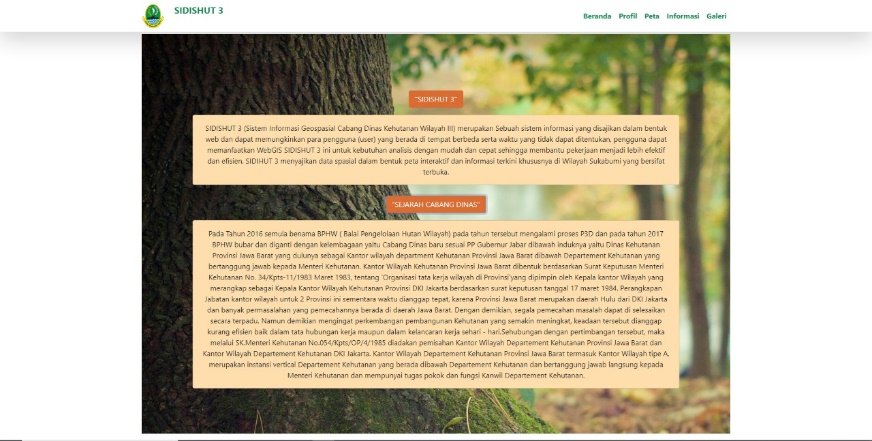 SIDISHUT 3
Beranda Profil Peta Informasi Galeri
"SIDISHUT 3"
SIDISHUT 3 (Sistem Informasi Geospasial Cabang Dinas Kehutanan Wilayah III) merupakan Sebuah sistem informasi yang disajikan dalam bentuk
web dan dapat memungkinkan para pengguna (user) yang berada di tempat berbeda serta waktu yang tidak dapat ditentukan, pengguna dapat
memanfaatkan WebGIS SIDISHUT 3 ini untuk kebutuhan analisis dengan mudah dan cepat sehingga membantu pekerjaan menjadi lebih efektif
dan efisien. SIDIHUT 3 menyajikan data spasial dalam bentuk peta interaktif dan informasi terkini khususnya di Wilayah Sukabumi yang bersifat
terbuka.
"SEJARAH CABANG DINAS"
Pada Tahun 2016 semula benama BPHW ( Balai Pengelolaan Hutan Wilayah) pada tahun tersebut mengalami proses P3D dan pada tahun 2017
BPHW bubar dan diganti dengan kelembagaan yaitu Cabang Dinas baru sesuai PP Gubernur Jabar dibawah induknya yaitu Dinas Kehutanan
Provinsi Jawa Barat yang dulunya sebagai Kantor wilayah department Kehutanan Provinsi Jawa Barat dibawah Departement Kehutanan yang
bertanggung jawab kepada Menteri Kehutanan. Kantor Wilayah Kehutanan Provinsi Jawa Barat dibentuk berdasarkan Surat Keputusan Menteri
Kehutanan No. 34/Kpts-11/1983 Maret 1983, tentang 'Organisasi tata kerja wilayah di Provinsi'yang dipimpin oleh Kepala kantor Wilayah yang
merangkap sebagai Kepala Kantor Wilayah Kehutanan Provinsi DKI Jakarta berdasarkan surat keputusan tanggal 17 maret 1984. Perangkapan
Jabatan kantor wilayah untuk 2 Provinsi ini sementara waktu dianggap tepat, karena Provinsi Jawa Barat merupakan daerah Hulu dari DKI Jakarta
dan banyak permasalahan yang pemecahannya berada di daerah Jawa Barat. Dengan demikian, segala pemecahan masalah dapat di selesaikan
secara terpadu. Namun demikian mengingat perkembangan pembangunan Kehutanan yang semakin meningkat, keadaan tersebut dianggap
kurang efisien baik dalam tata hubungan kerja maupun dalam kelancaran kerja sehari - hari.Sehubungan dengan pertimbangan tersebut, maka
melalui SK.Menteri Kehutanan No.054/Kpts/OP/4/1985 diadakan pemisahan Kantor Wilayah Departement Kehutanan Provinsi Jawa Barat dan
Kantor Wilayah Departement Kehutanan DKI Jakarta. Kantor Wilayah Departement Kehutanan Provinsi Jawa Barat termasuk Kantor Wilayah tipe A,
merupakan instansi vertical Departement Kehutanan yang berada dibawah Departement Kehutanan dan bertanggung jawab langsung kepada
Menteri Kehutanan dan mempunyai tugas pokok dan fungsi Kanwil Departement Kehutanan.